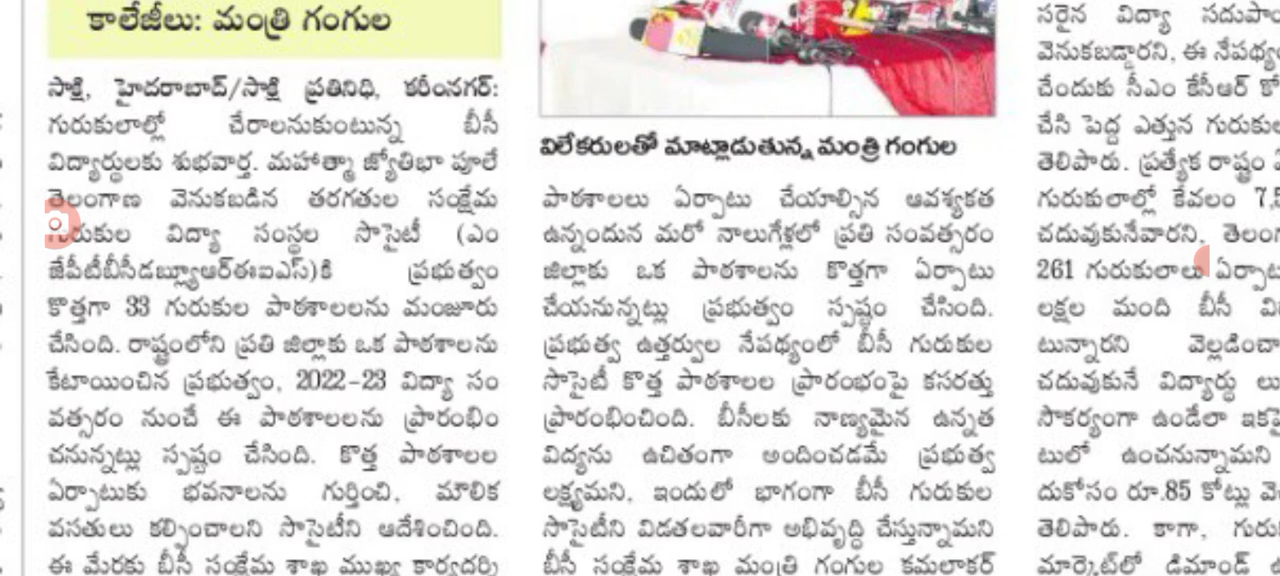 కాలేజీలు: మంత్రి గంగుల
సాక్షి, హైదరాబాద్/సాక్షి ప్రతినిధి, కరీంనగర్:
గురుకులాల్లో చేరాలనుకుంటున్న బీసీ
విద్యార్థులకు శుభవార్త. మహాత్మా జ్యోతిభా పూలే
తెలంగాణ వెనుకబడిన తరగతుల సంక్షేమ
గురుకుల విద్యా సంస్థల సొసైటీ (ఎం
జేపీటీబీసీడబ్ల్యూఆర్ఈఐఎస్)కి ప్రభుత్వం
కొత్తగా 33 గురుకుల పాఠశాలలను మంజూరు
చేసింది. రాష్ట్రంలోని ప్రతి జిల్లాకు ఒక పాఠశాలను
కేటాయించిన ప్రభుత్వం, 2022-23 విద్యా సం
వత్సరం నుంచే ఈ పాఠశాలలను ప్రారంభిం
చనున్నట్లు స్పష్టం చేసింది. కొత్త పాఠశాలల
ఏర్పాటుకు భవనాలను గుర్తించి, మౌలిక
వసతులు కల్పించాలని సొసైటీని ఆదేశించింది.
ఈ మేరకు బీసీ సంక్షేమ శాఖ ముఖ్య కార్యదర్శి
విలేకరులతో మాట్లాడుతున్న మంత్రి గంగుల
పాఠశాలలు ఏర్పాటు చేయాల్సిన ఆవశ్యకత
ఉన్నందున మరో నాలుగేళ్లలో ప్రతి సంవత్సరం
జిల్లాకు ఒక పాఠశాలను కొత్తగా ఏర్పాటు
చేయనున్నట్లు ప్రభుత్వం స్పష్టం చేసింది.
ప్రభుత్వ ఉత్తర్వుల నేపథ్యంలో బీసీ గురుకుల
సొసైటీ కొత్త పాఠశాలల ప్రారంభంపై కసరత్తు
ప్రారంభించింది. బీసీలకు నాణ్యమైన ఉన్నత
విద్యను ఉచితంగా అందించడమే ప్రభుత్వ
లక్ష్యమని, ఇందులో భాగంగా బీసీ గురుకుల
సొసైటీని విడతలవారీగా అభివృద్ధి చేస్తున్నామని
బీసీ సంక్షేమ శాఖ మంత్రి గంగుల కమలాకర్
సరైన విద్యా
వెనుకబడ్డారని, ఈ
చేందుకు సీఎం కేసీఆర్
చేసి పెద్ద ఎత్తున
తెలిపారు. ప్రత్యేక రాష్ట్రం
గురుకులాల్లో కేవలం
చదువుకునేవారని,
261 గురుకులాలు
లక్షల మంది బీసీ
టున్నారని
చదువుకునే విద్యార్థు
సౌకర్యంగా ఉండేలా
టులో ఉంచనున్నామని
దుకోసం రూ.85 కోట్లు
తెలిపారు. కాగా,
మార్కెట్‌లో డిమాండ్